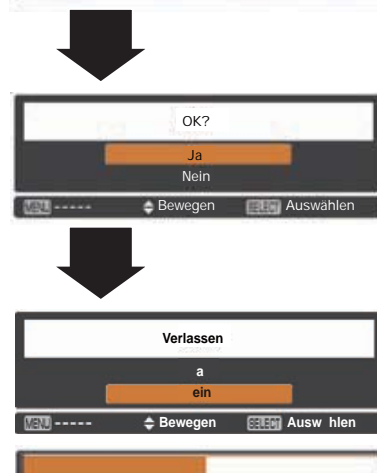 OK?
Ja
Nein
MENU ----- Bewegen SELECT Auswählen
Verlassen
a
ein
MENU ----- Bewegen SELECT Ausw hlen